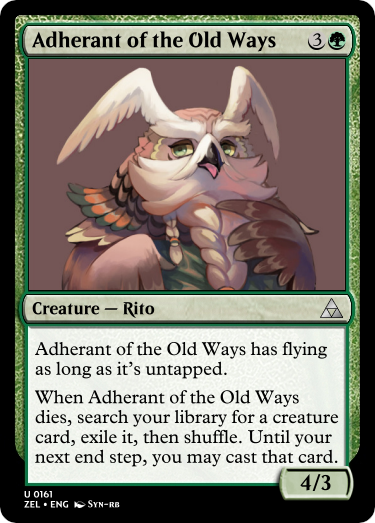 Adherant of the Old Ways 3
Creature — Rito
Adherant of the Old Ways has flying
as long as it's untapped.
When Adherant of the Old Ways
dies, search your library for a creature
card, exile it, then shuffle. Until your
next end step, you may cast that card.
4/3
U 0161
ZEL • ENG Syn-rb